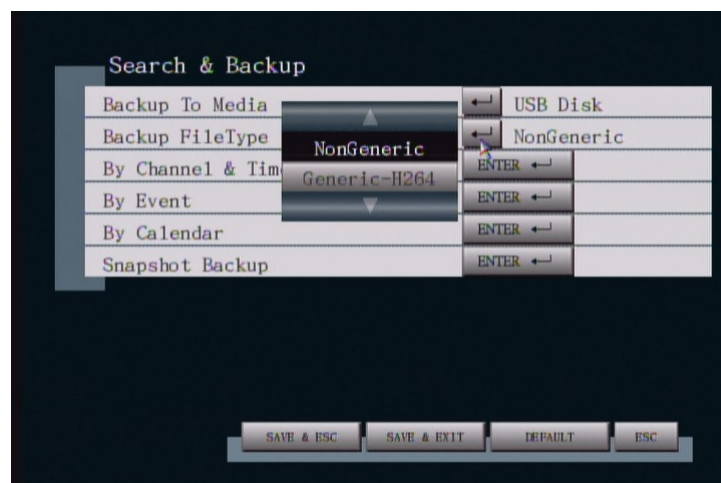 Search & Backup
Backup To Media USB Disk
Backup FileType NonGeneric
NonGeneric
By Channel & Tim ENTER
Generic-H264
By Event ENTER
By Calendar ENTER
Snapshot Backup ENTER
SAVE & ESC SAVE & EXIT DEFAULT ESC